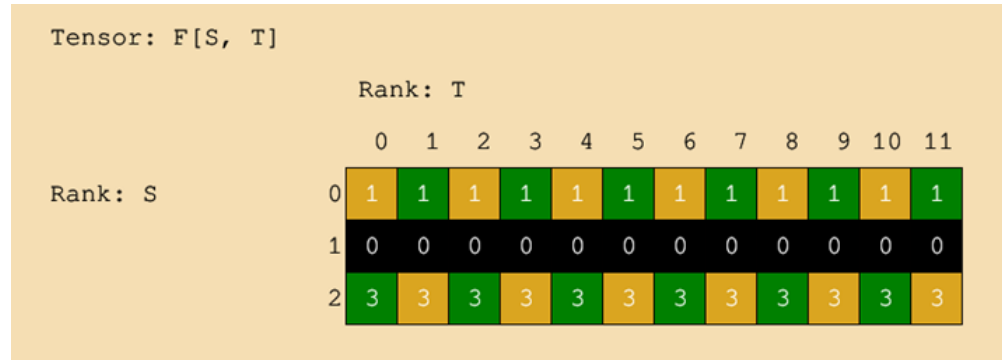 Tensor: F[S, T]
Rank: T
0 1 2 3 4 5 6 7 8 9 10 11
Rank: S 0 1 1 1 1 1 1 1 1 1 1 1 1
1 0 0 0 0 0 0 0 0 0 0 0 0
2 3 3 3 3 3 3 3 3 3 3 3 3